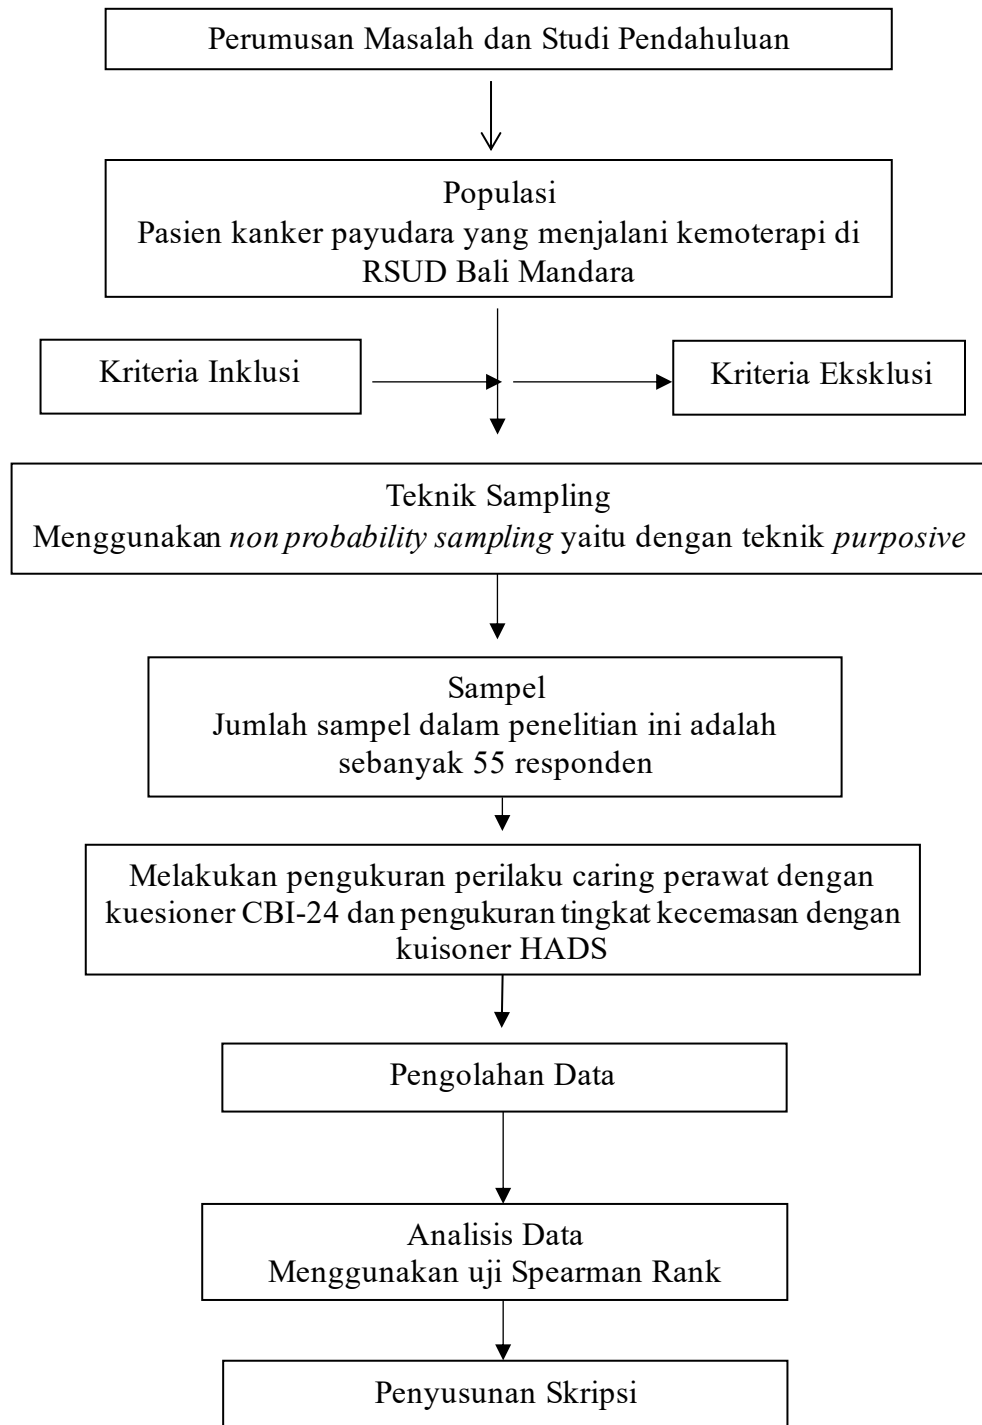 Perumusan Masalah dan Studi Pendahuluan
Populasi
Pasien kanker payudara yang menjalani kemoterapi di
RSUD Bali Mandara
Kriteria Inklusi
Kriteria Eksklusi
Teknik Sampling
Menggunakan non probability sampling yaitu dengan teknik purposive
Sampel
Jumlah sampel dalam penelitian ini adalah
sebanyak 55 responden
Melakukan pengukuran perilaku caring perawat dengan
kuesioner CBI-24 dan pengukuran tingkat kecemasan dengan
kuisoner HADS
Pengolahan Data
Analisis Data
Menggunakan uji Spearman Rank
Penyusunan Skripsi